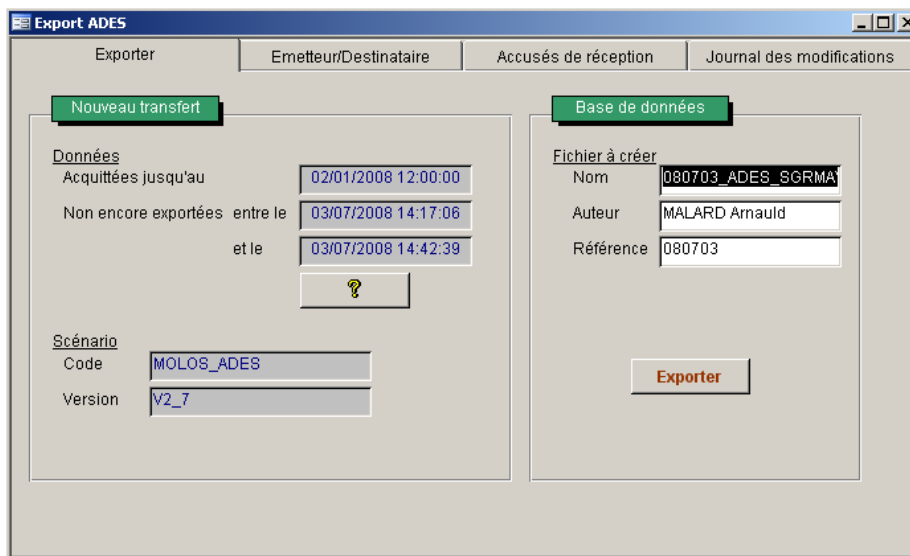 Export ADES
Exporter Emetteur/Destinataire Accusés de réception Journal des modifications
Nouveau transfert
Données
Acquittées jusqu'au 02/01/2008 12:00:00
Non encore exportées entre le 03/07/2008 14:17:06
et le 03/07/2008 14:42:39
?
Scénario
Code MOLOS_ADES
Version V2_7
Base de données
Fichier à créer
Nom 080703_ADES_SGRMAY
Auteur MALARD Arnauld
Référence 080703
Exporter